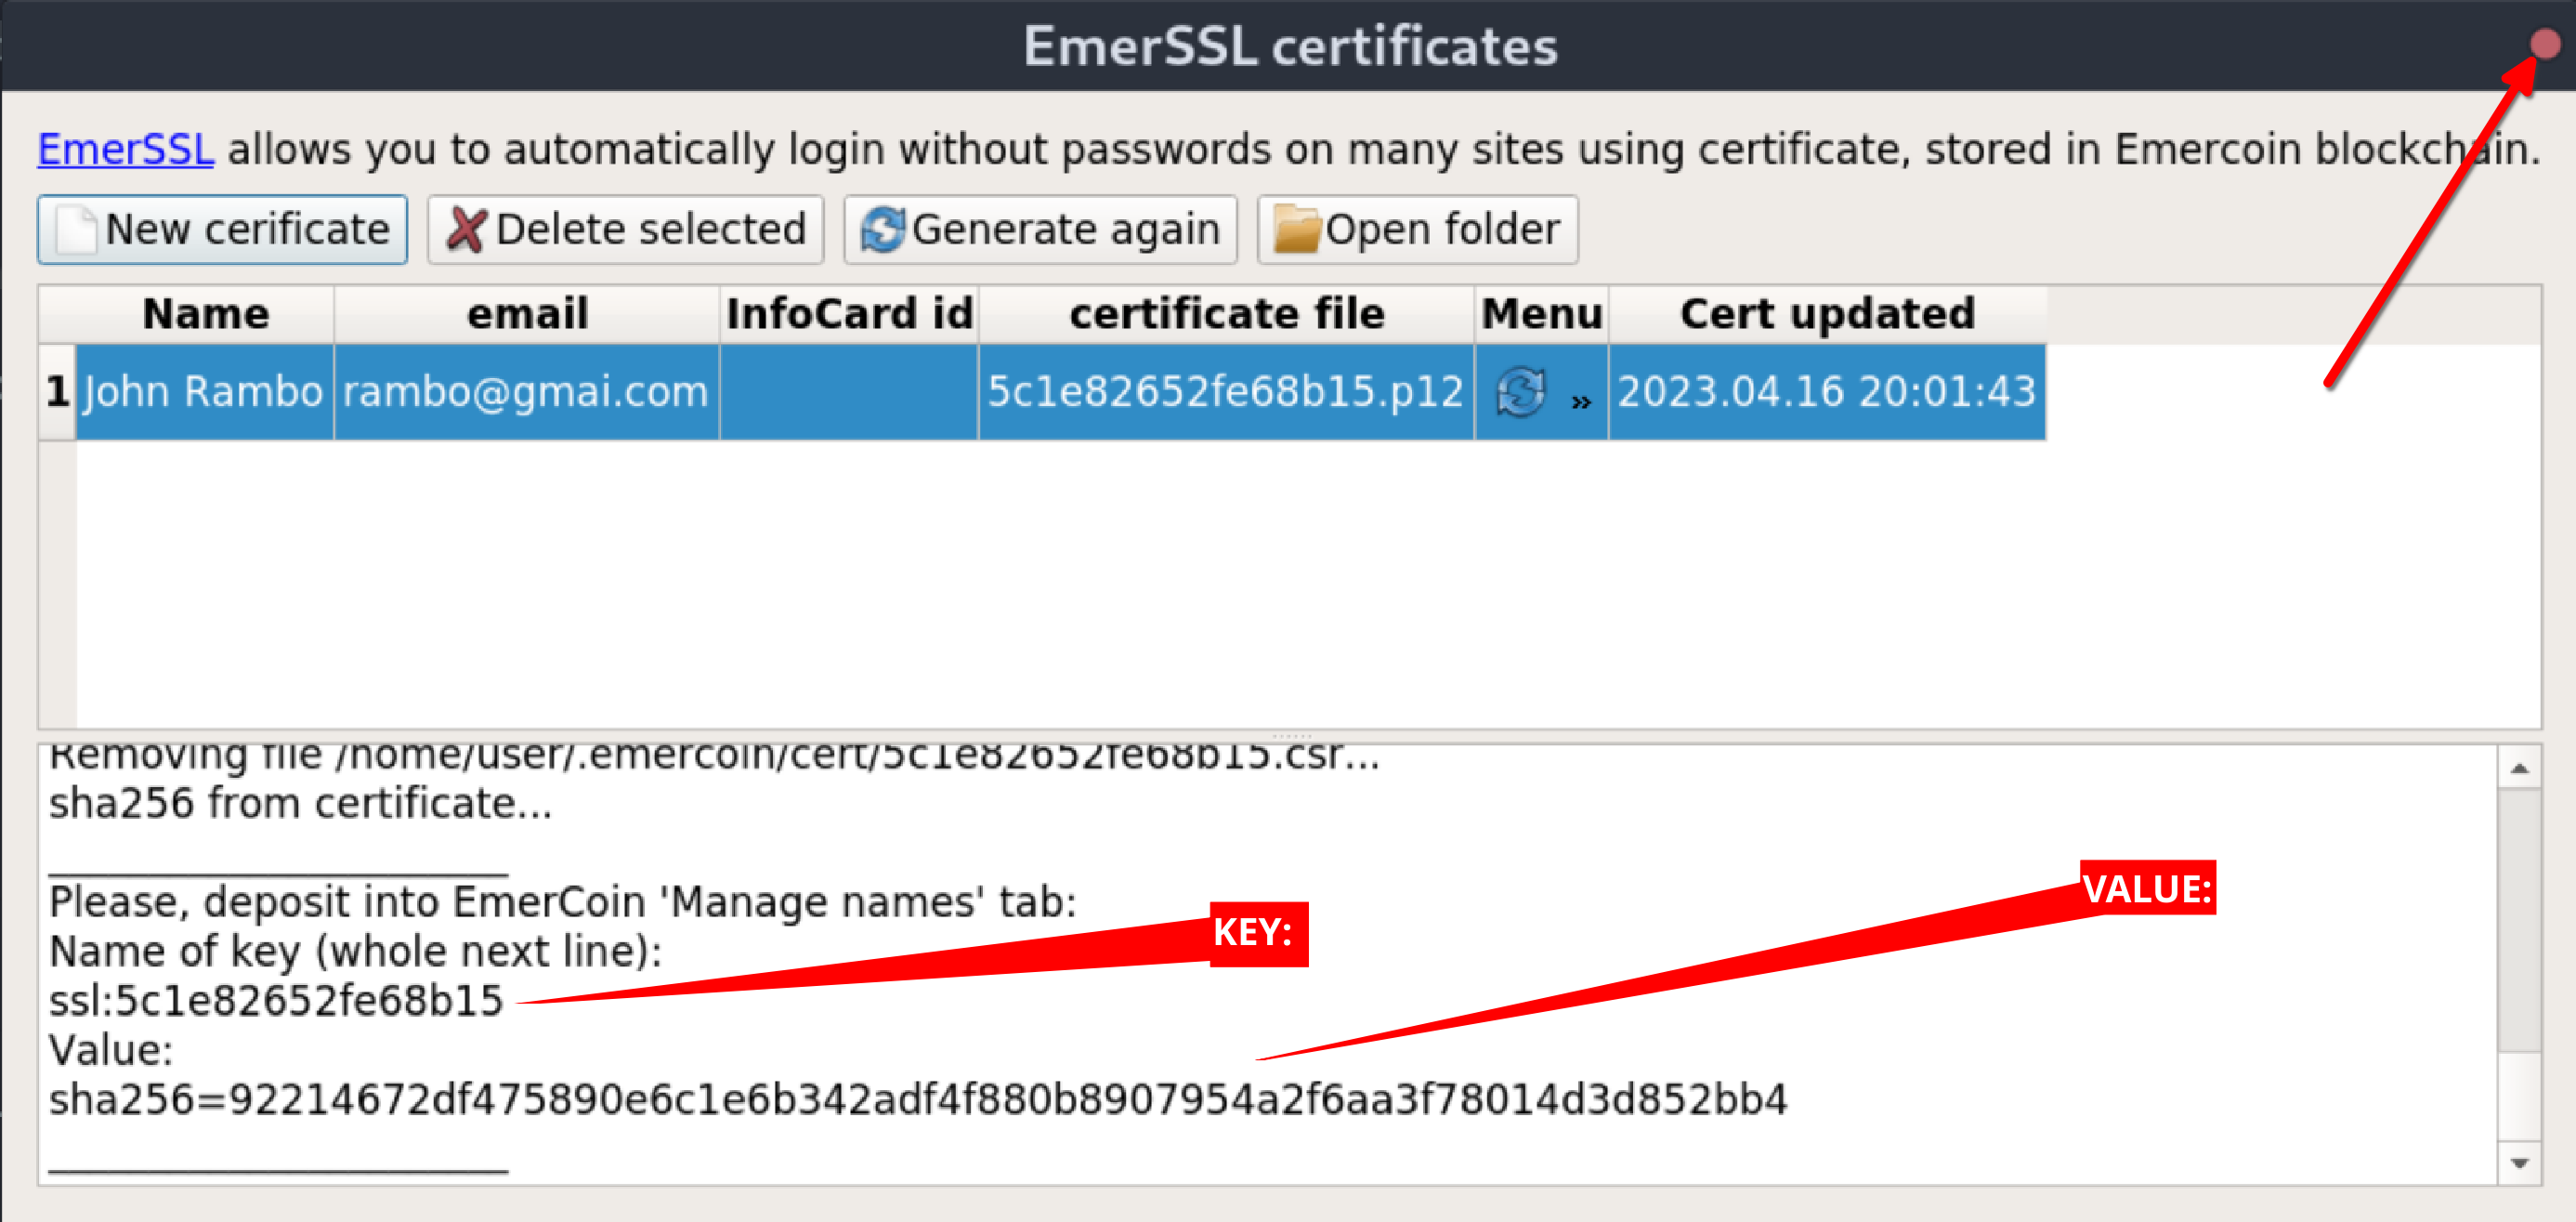 EmerSSL certificates
EmerSSL allows you to automatically login without passwords on many sites using certificate, stored in Emercoin blockchain.
New cerificate Delete selected Generate again Open folder
Name email InfoCard id certificate file Menu Cert updated
1 John Rambo rambo@gmai.com 5c1e82652fe68b15.p12 » 2023.04.16 20:01:43
Removing file /home/user/.emercoin/cert/5c1e82652fe68b15.csr...
sha256 from certificate...
Please, deposit into EmerCoin 'Manage names' tab:
VALUE:
KEY:
Name of key (whole next line):
ssl:5c1e82652fe68b15
Value:
sha256=92214672df475890e6c1e6b342adf4f880b8907954a2f6aa3f78014d3d852bb4